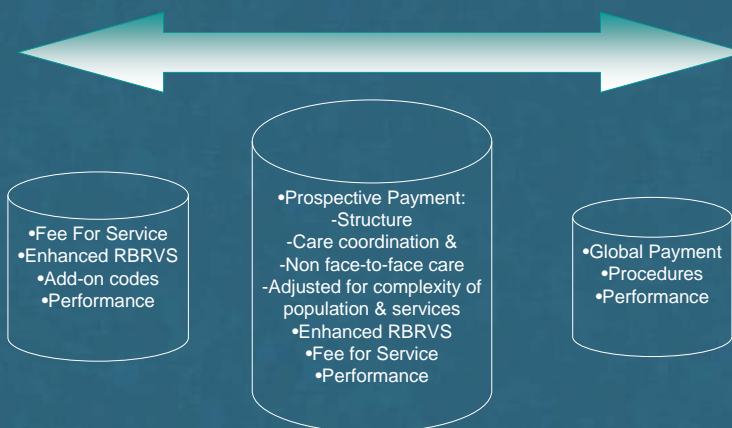 •Fee For Service
•Enhanced RBRVS
•Add-on codes
•Performance
•Prospective Payment:
-Structure
-Care coordination &
-Non face-to-face care
-Adjusted for complexity of
population & services
•Enhanced RBRVS
•Fee for Service
•Performance
•Global Payment
•Procedures
•Performance